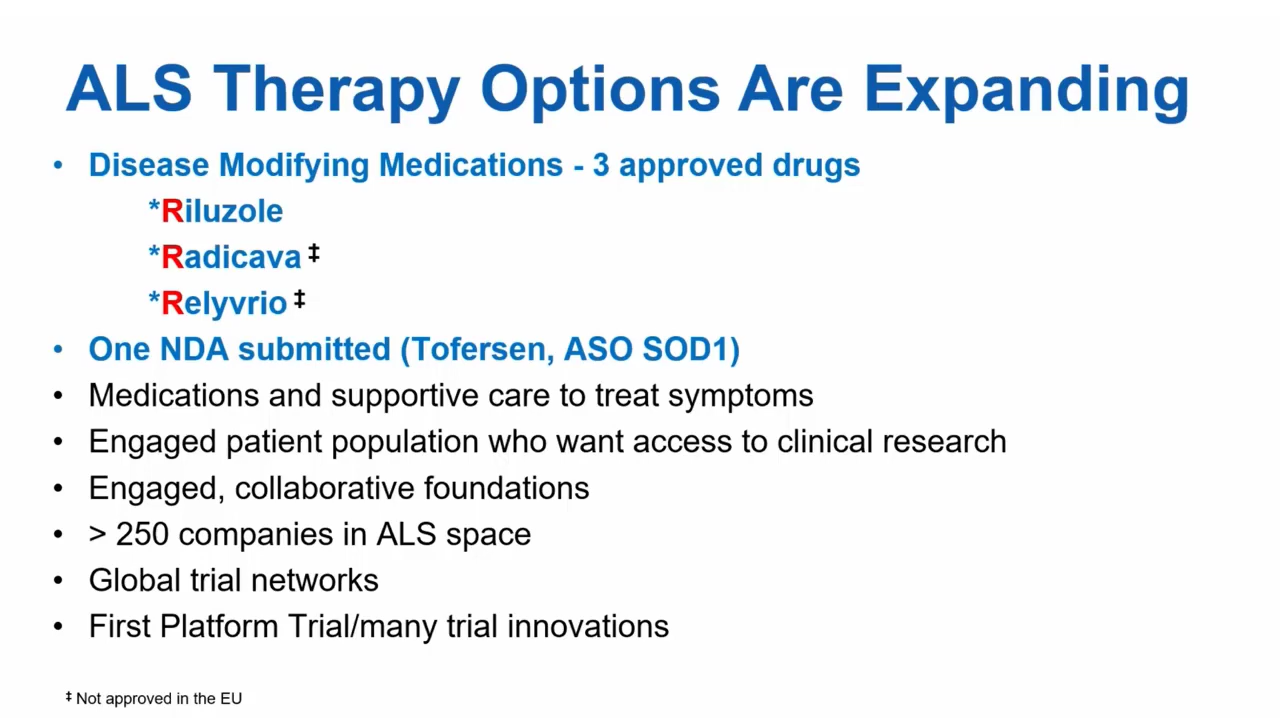 ALS Therapy Options Are Expanding
• Disease Modifying Medications - 3 approved drugs
*Riluzole
*Radicava ‡
*Relyvrio ‡
• One NDA submitted (Tofersen, ASO SOD1)
• Medications and supportive care to treat symptoms
• Engaged patient population who want access to clinical research
• Engaged, collaborative foundations
• > 250 companies in ALS space
• Global trial networks
• First Platform Trial/many trial innovations
‡ Not approved in the EU